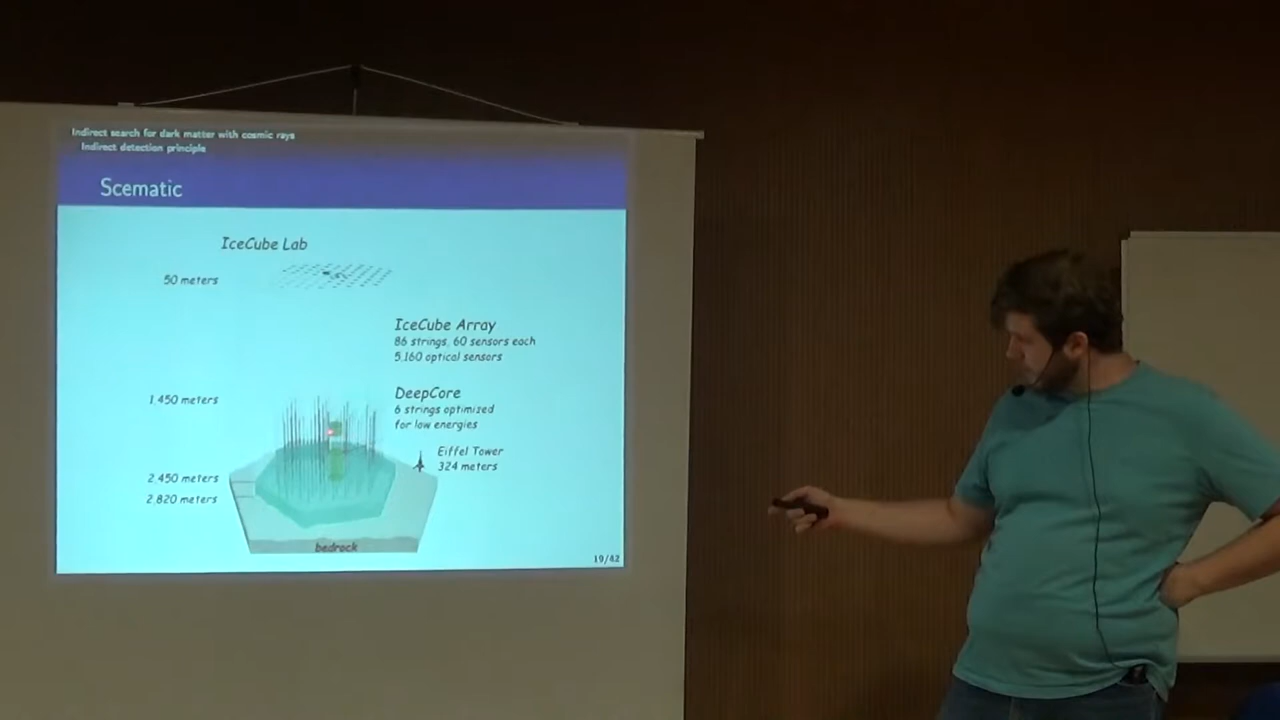 Indirect search for dark matter with cosmic rays
Indirect detection principle
Scematic
IceCube Lab
50 meters
IceCube Array
86 strings, 60 sensors each
5,160 optical sensors
1,450 meters
DeepCore
6 strings optimized
for low energies
Eiffel Tower
324 meters
2,450 meters
2,820 meters
bedrock
19/42